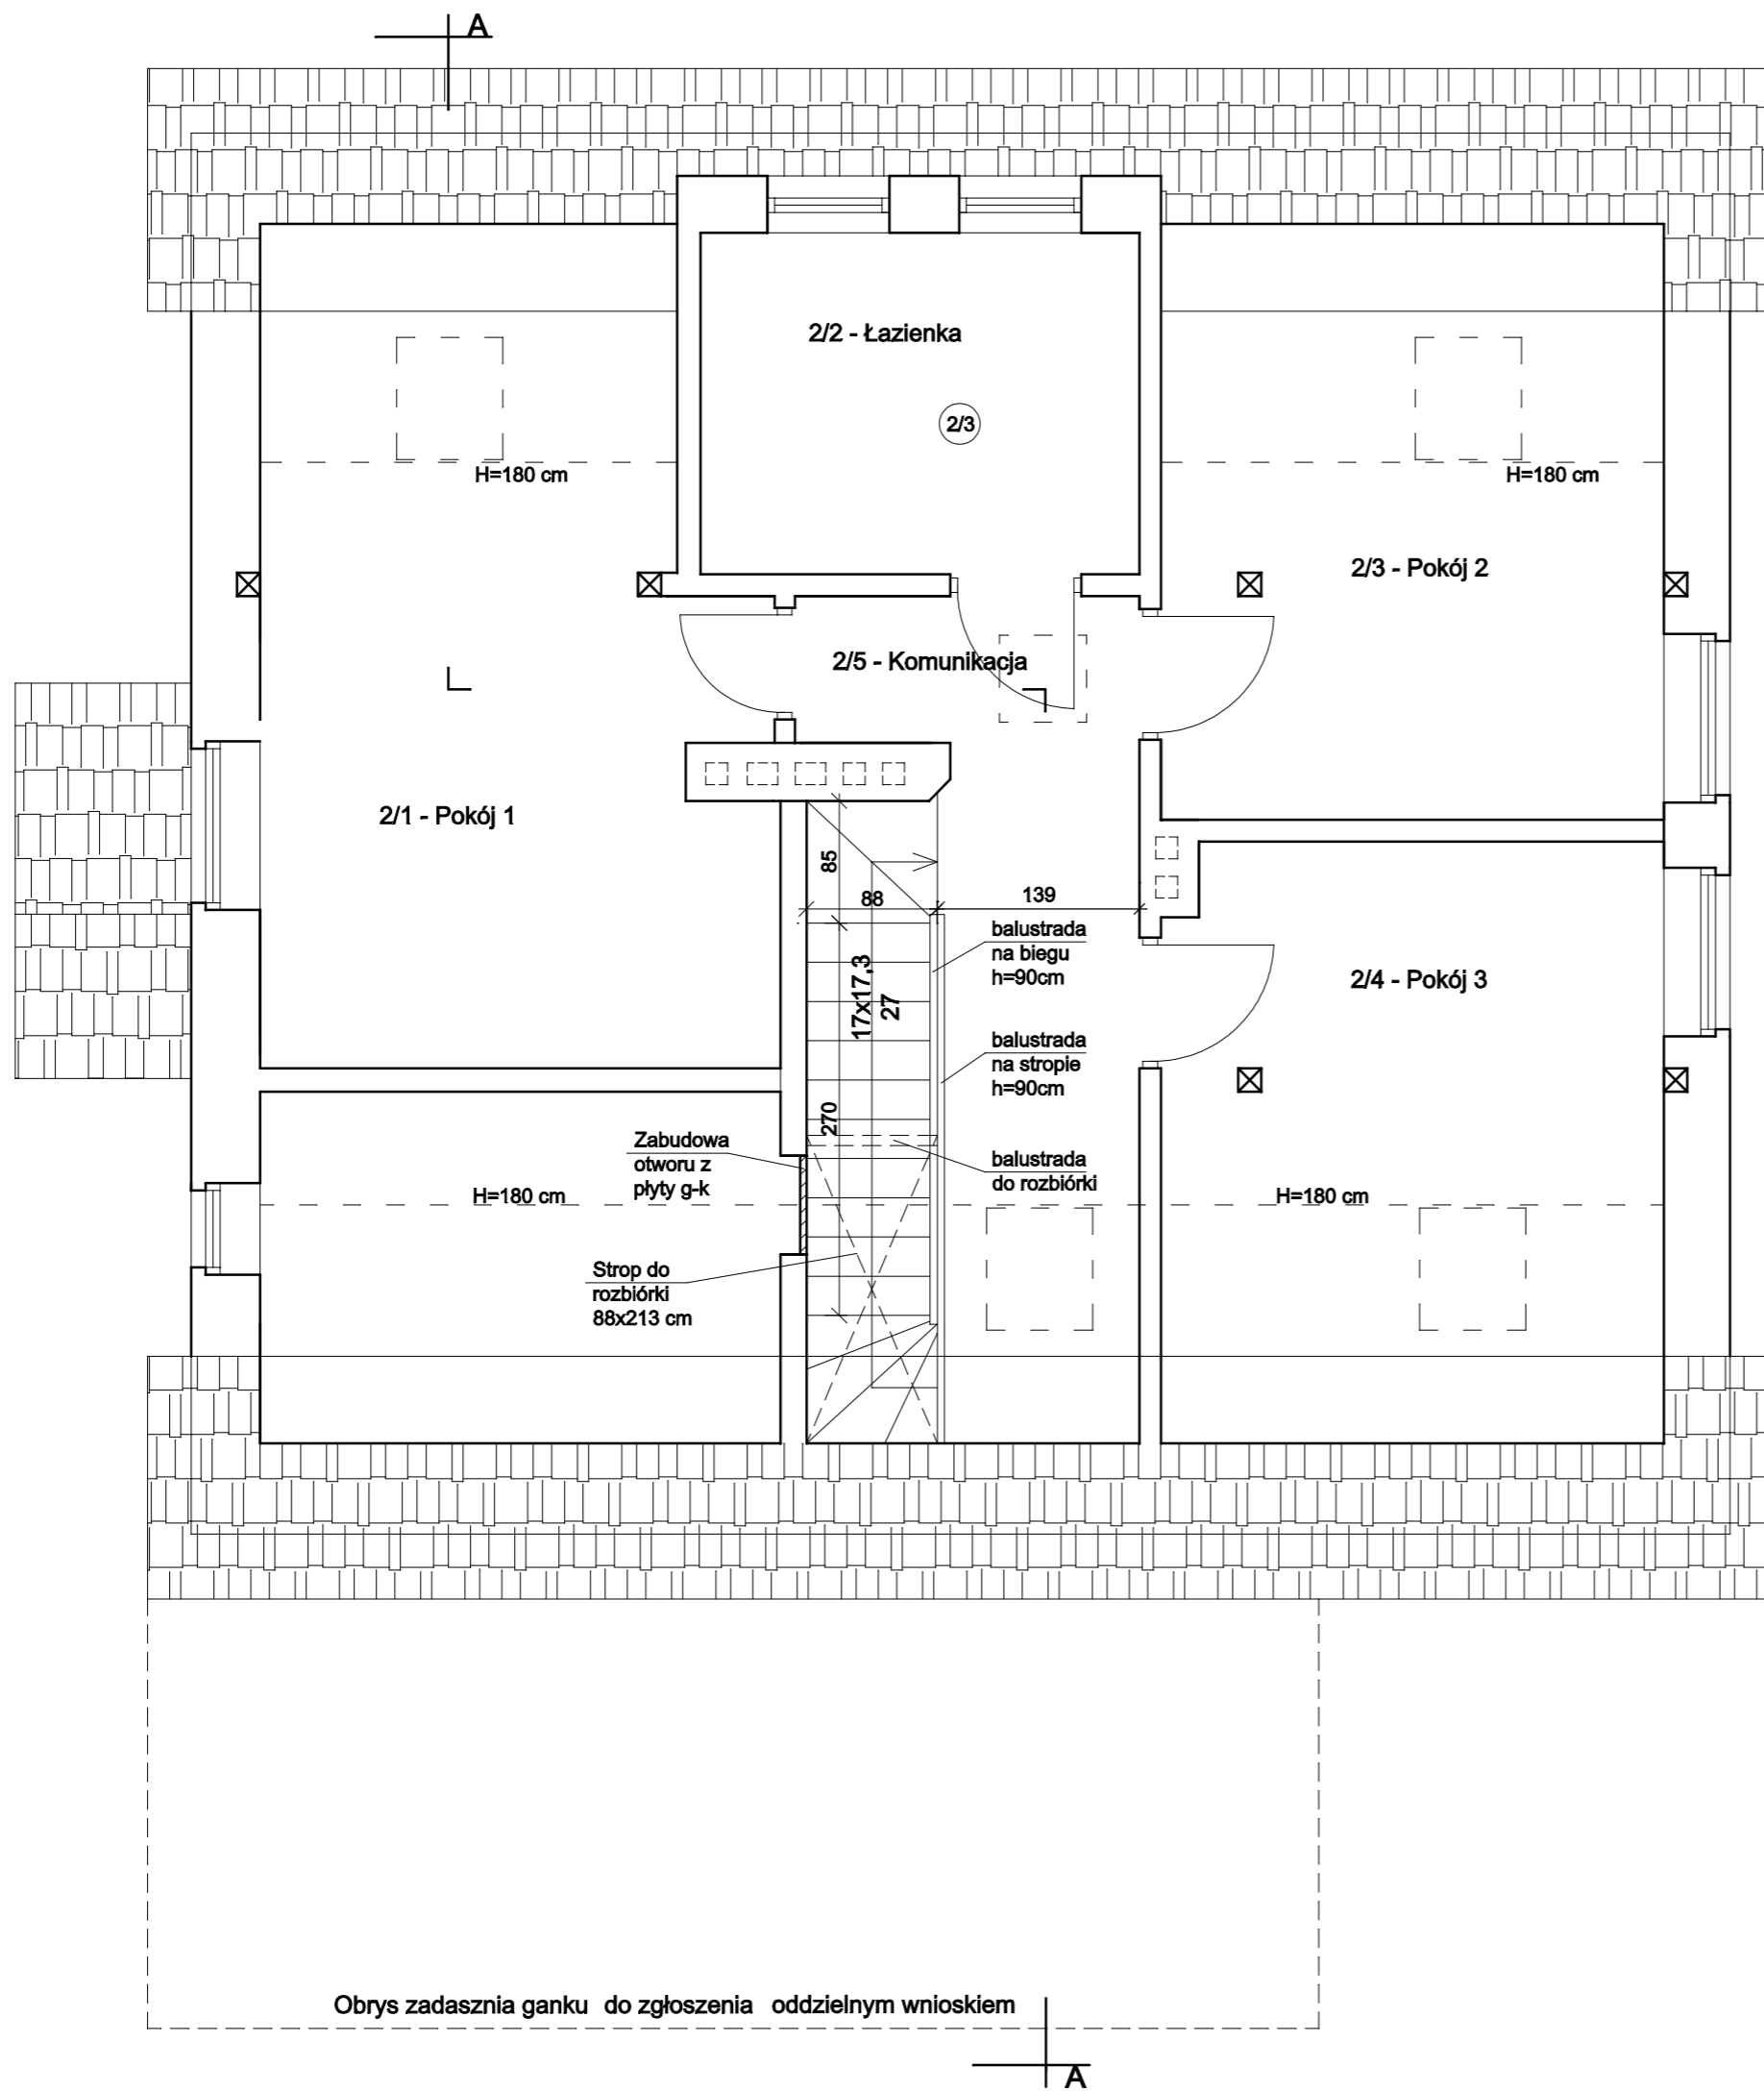 A
2/2 - Łazienka
2/3
H=180 cm
H=180 cm
2/3 - Pokój 2
2/5 - Komunikacja
2/1 - Pokój 1
85
88
139
balustrada
na biegu
h=90cm
17x17,3
27
2/4 - Pokój 3
balustrada
na stropie
h=90cm
270
Zabudowa
otworu z
płyty g-k
balustrada
do rozbiórki
H=180 cm
H=180 cm
Strop do
rozbiórki
88x213 cm
Obrys zadasznia ganku do zgłoszenia oddzielnym wnioskiem
A